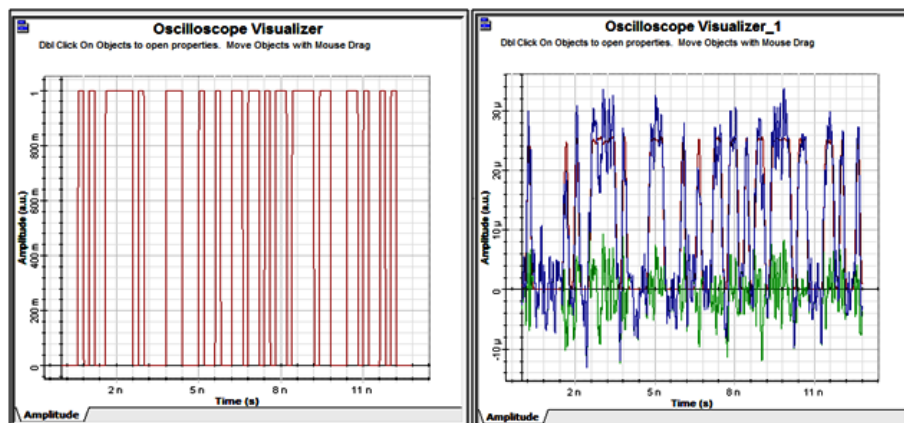 Oscilloscope Visualizer
Dbl Click On Objects to open properties. Move Objects with Mouse Drag
Amplitude (a.u.)
1
800 m
600 m
400 m
200 m
0
2 n
5 n
8 n
11 n
Time (s)
Amplitude
Oscilloscope Visualizer_1
Dbl Click On Objects to open properties. Move Objects with Mouse Drag
Amplitude (a.u.)
30 µ
20 µ
10 µ
0
-10 µ
2 n
5 n
8 n
11 n
Time (s)
Amplitude